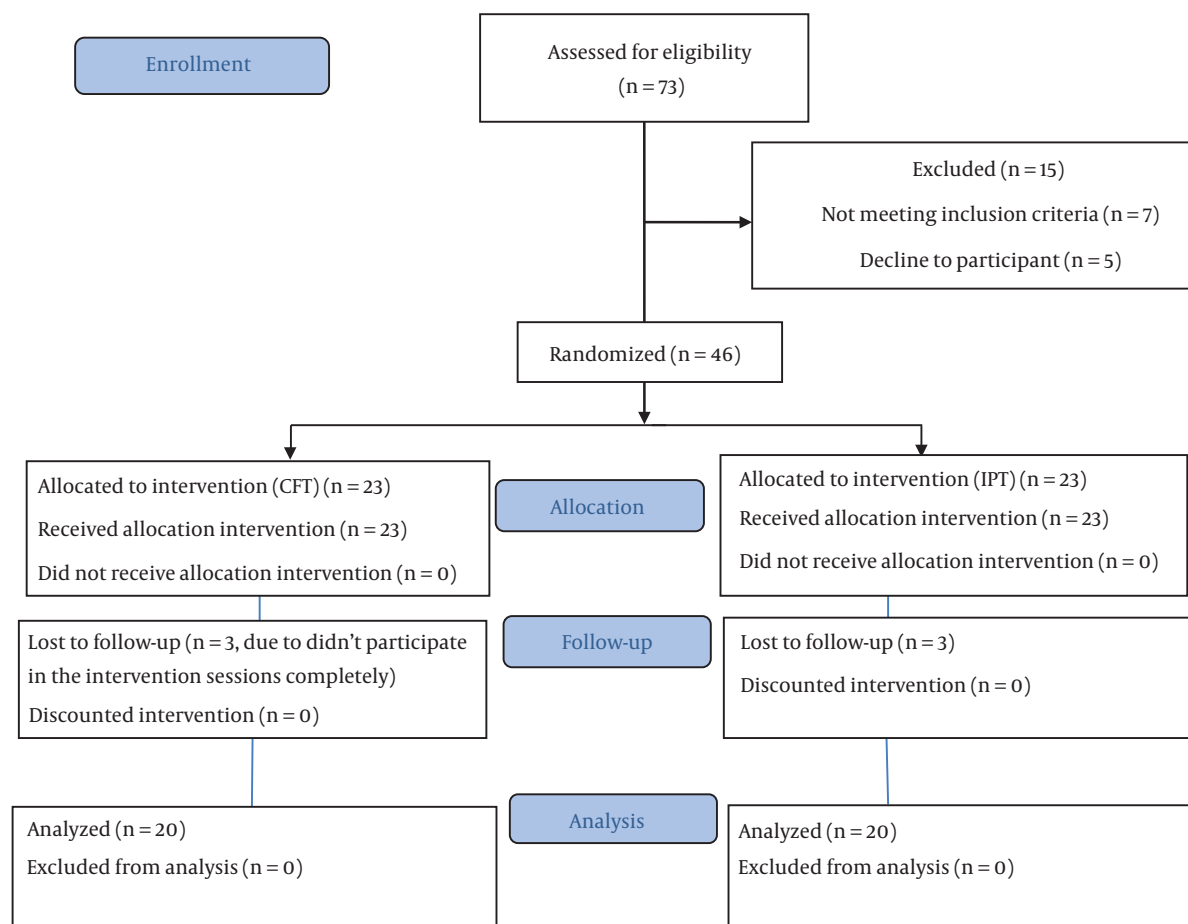 Enrollment
Assessed for eligibility
(n = 73)
Excluded (n = 15)
Not meeting inclusion criteria (n = 7)
Decline to participant (n = 5)
Randomized (n = 46)
Allocated to intervention (CFT) (n = 23)
Received allocation intervention (n = 23)
Did not receive allocation intervention (n = 0)
Allocation
Allocated to intervention (IPT) (n = 23)
Received allocation intervention (n = 23)
Did not receive allocation intervention (n = 0)
Lost to follow-up (n = 3, due to didn't participate
in the intervention sessions completely)
Discounted intervention (n = 0)
Follow-up
Lost to follow-up (n = 3)
Discounted intervention (n = 0)
Analyzed (n = 20)
Excluded from analysis (n = 0)
Analysis
Analyzed (n = 20)
Excluded from analysis (n = 0)